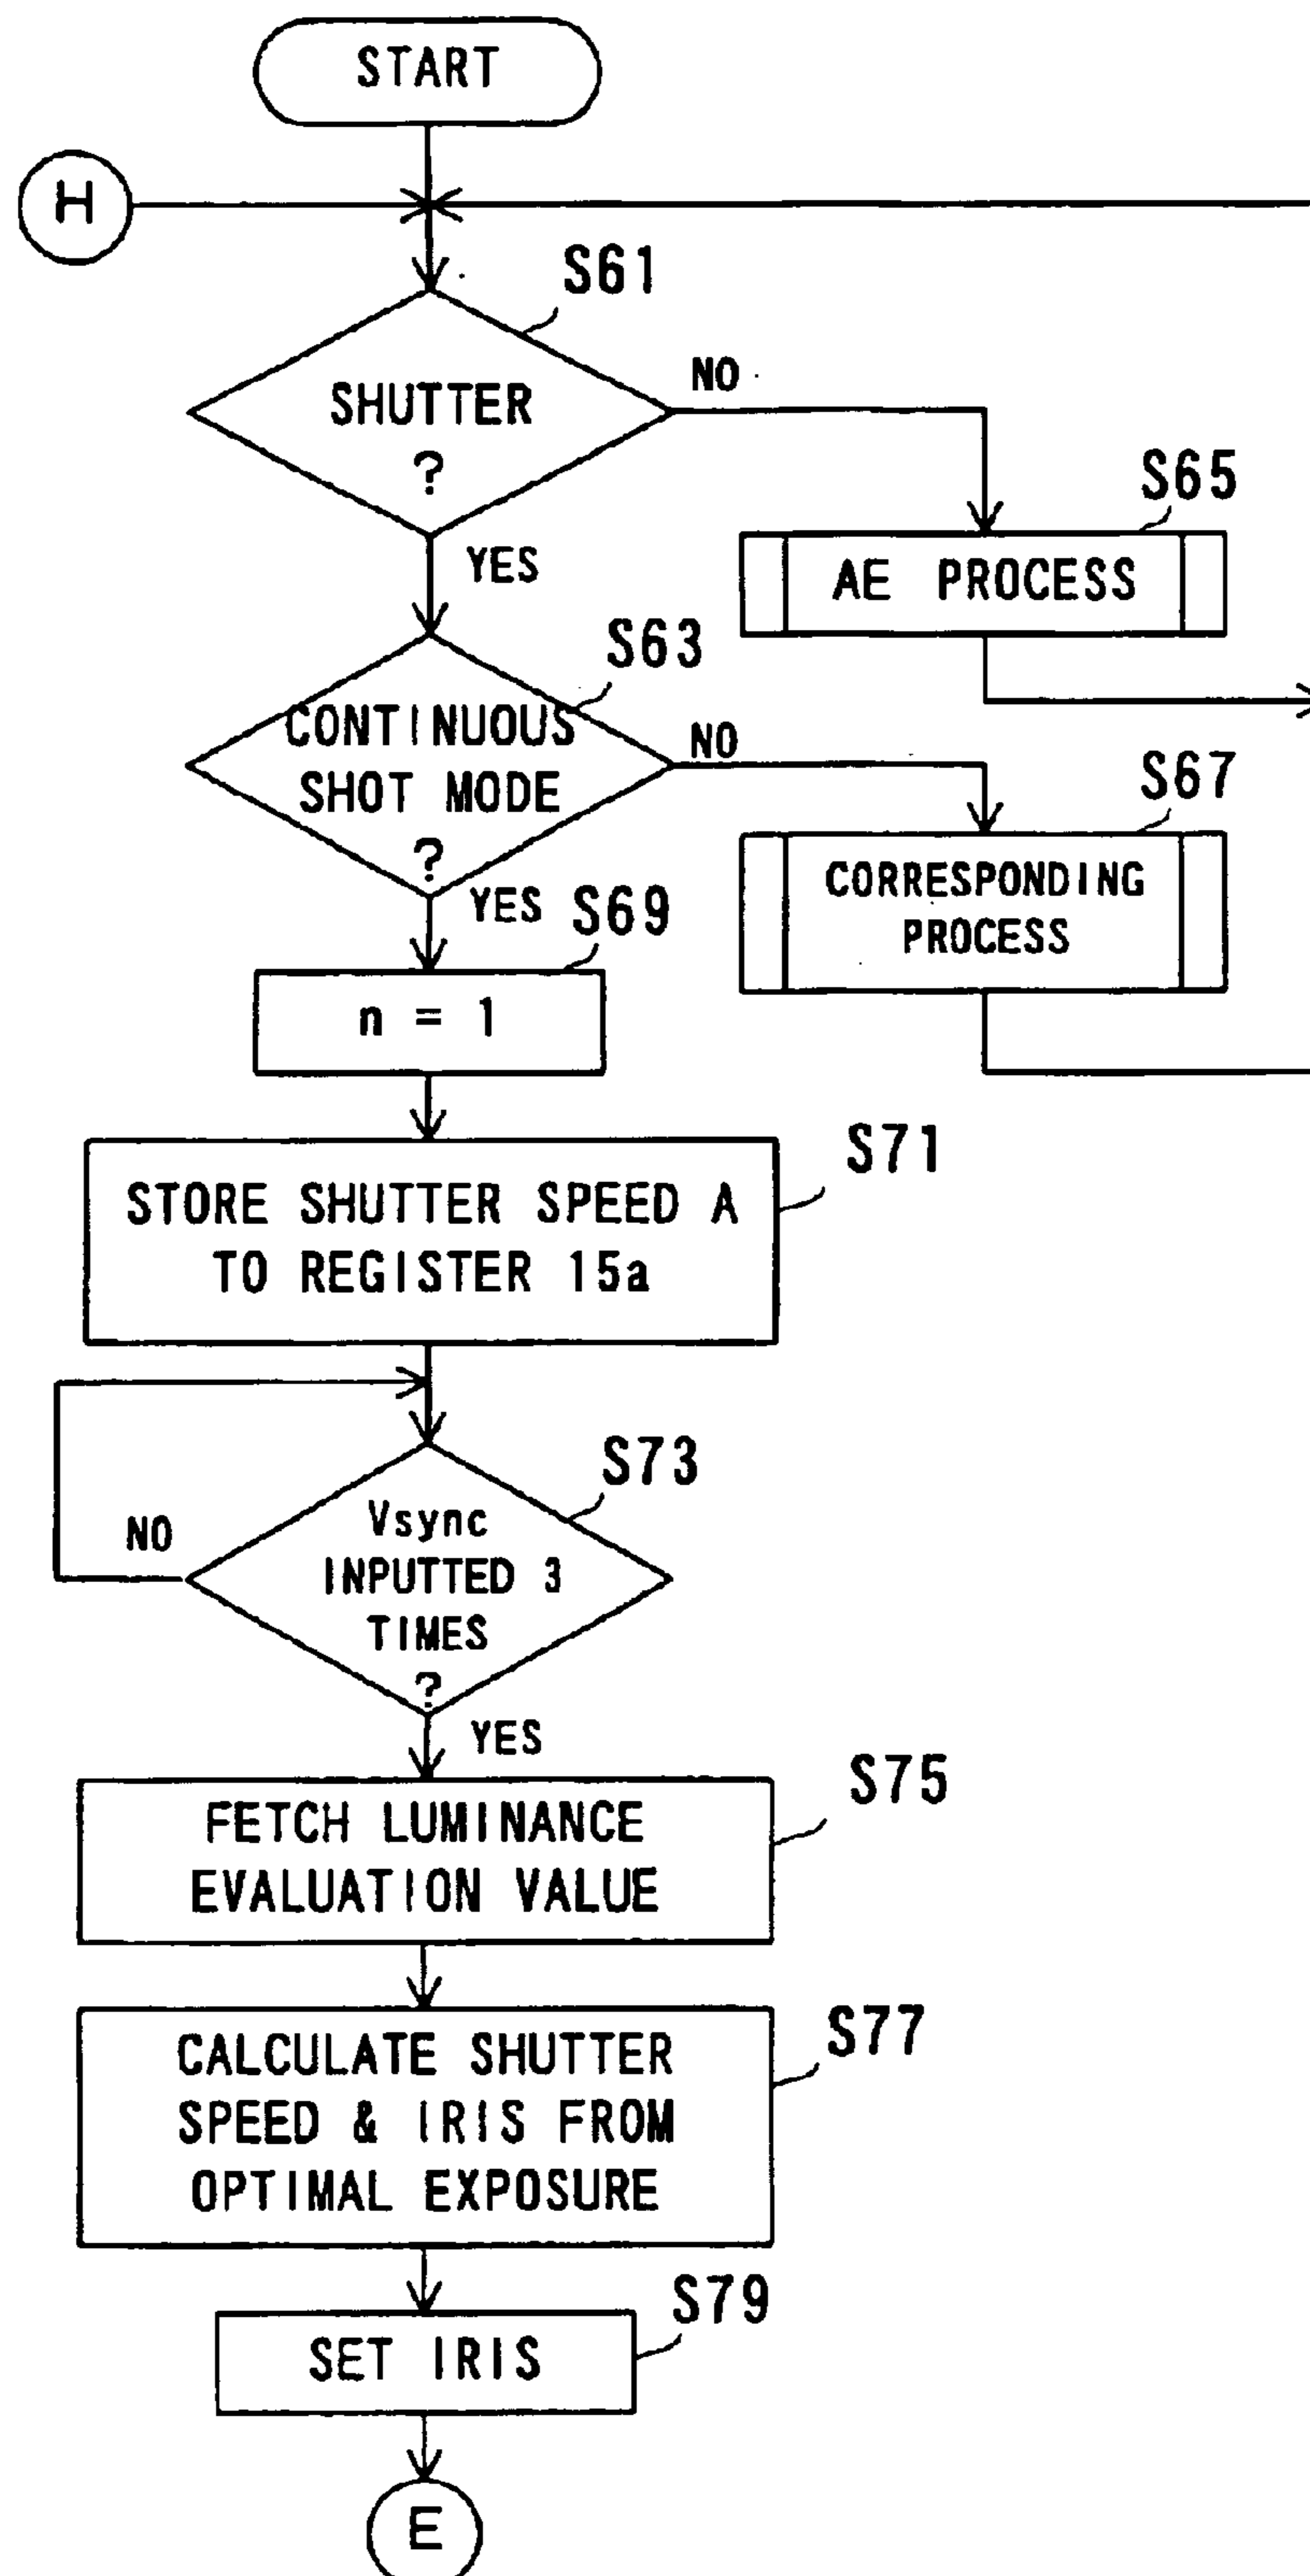 START
H
S61
SHUTTER
?
NO
YES
S65
AE PROCESS
S63
CONTINUOUS
SHOT MODE
?
NO
YES
S67
CORRESPONDING
PROCESS
S69
n = 1
S71
STORE SHUTTER SPEED A
TO REGISTER 15a
S73
Vsync
INPUTTED 3
TIMES
?
NO
YES
S75
FETCH LUMINANCE
EVALUATION VALUE
S77
CALCULATE SHUTTER
SPEED & IRIS FROM
OPTIMAL EXPOSURE
S79
SET IRIS
E